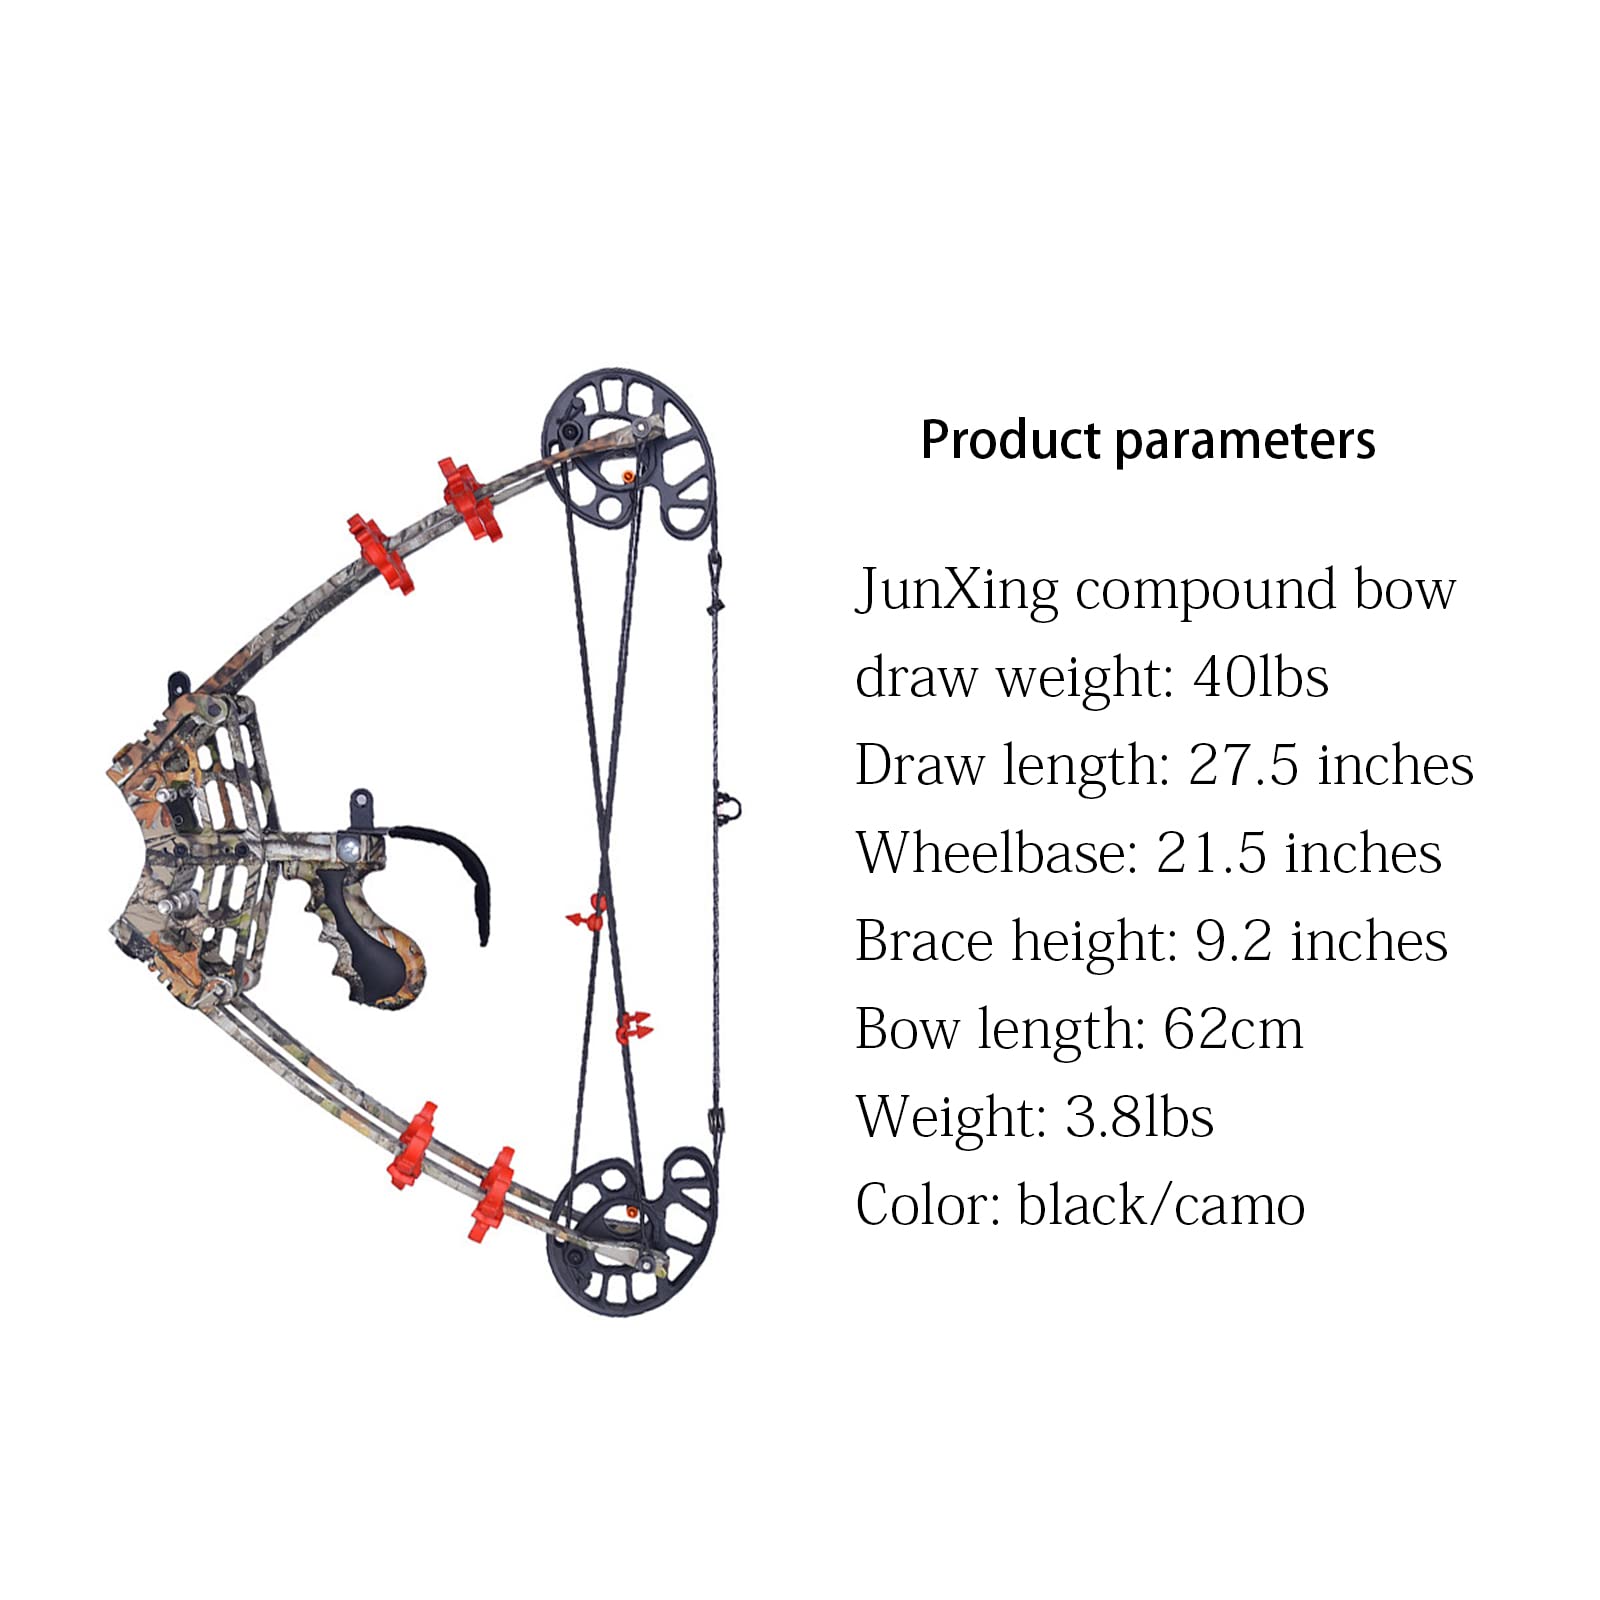 Product parameters
JunXing compound bow
draw weight: 40lbs
Draw length: 27.5 inches
Wheelbase: 21.5 inches
Brace height: 9.2 inches
Bow length: 62cm
Weight: 3.8lbs
Color: black/camo